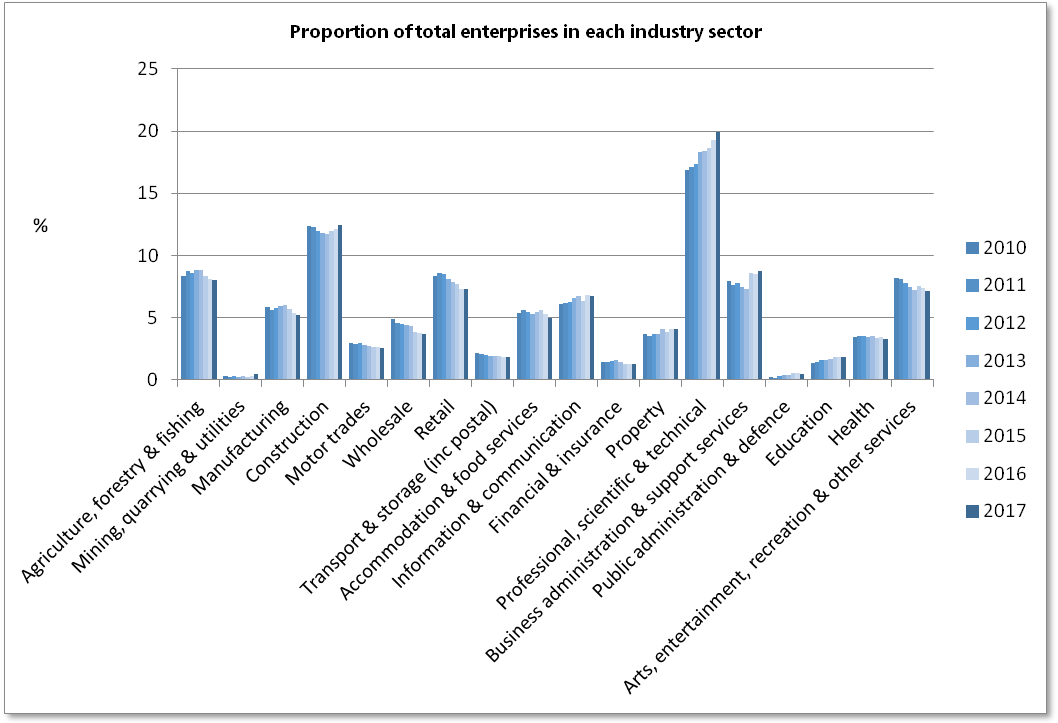 Proportion of total enterprises in each industry sector
25
20
15
10
5
0
%
Agriculture, forestry & fishing
Mining, quarrying & utilities
Manufacturing
Construction
Motor trades
Wholesale
Retail
Transport & storage (inc postal)
Accommodation & food services
Information & communication
Financial & insurance
Property
Professional, scientific & technical
Business administration & support services
Public administration & defence
Education
Health
Arts, entertainment, recreation & other services
2010
2011
2012
2013
2014
2015
2016
2017